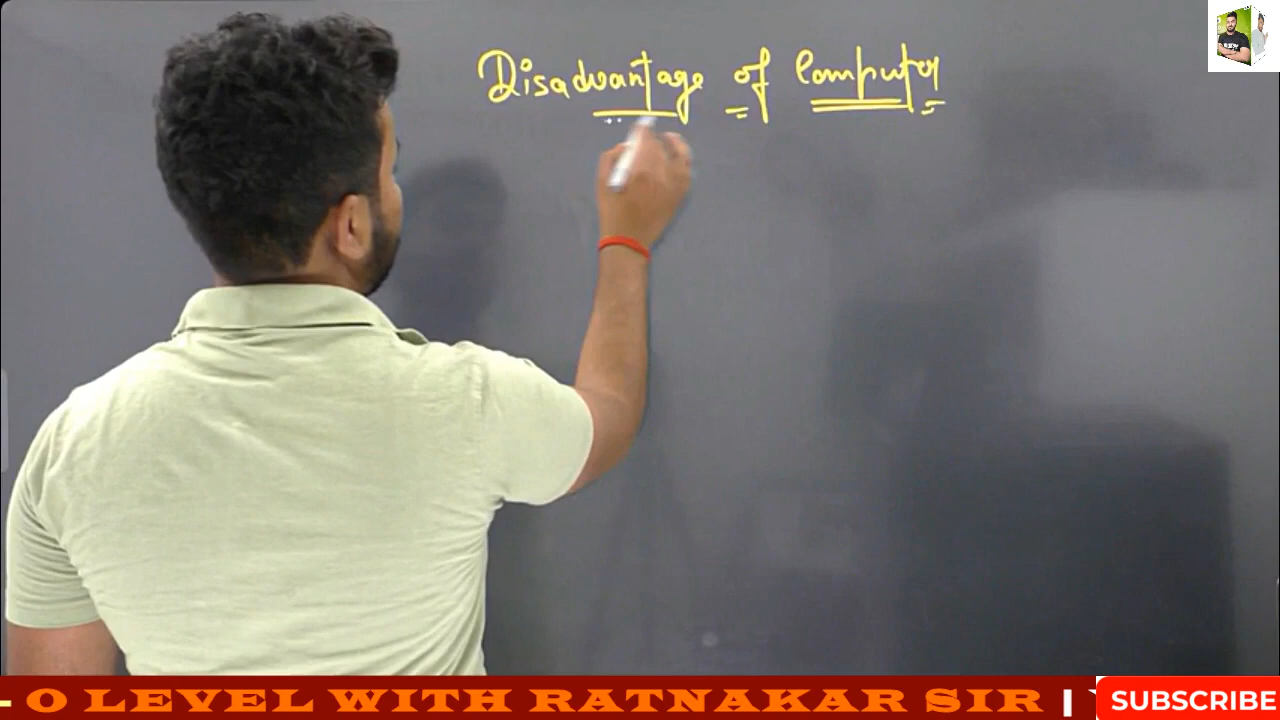 Disadvantage of Computer
- O LEVEL WITH RATNAKAR SIR |
SUBSCRIBE